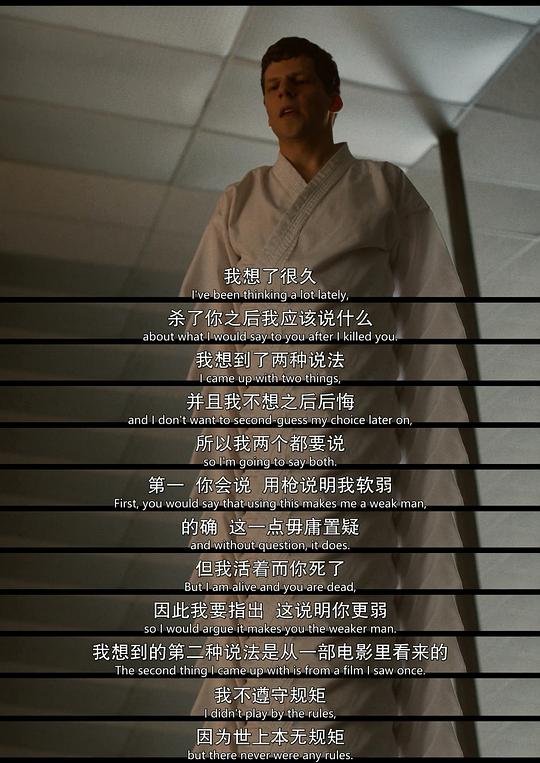 我想了很久
I've been thinking a lot lately,
杀了你之后我应该说什么
about what I would say to you after I killed you.
我想到了两种说法
I came up with two things,
并且我不想之后后悔
and I don't want to second-guess my choice later on,
所以我两个都要说
so I'm going to say both.
第一 你会说 用枪说明我软弱
First, you would say that using this makes me a weak man,
的确 这一点毋庸置疑
and without question, it does.
但我活着而你死了
But I am alive and you are dead,
因此我要指出 这说明你更弱
so I would argue it makes you the weaker man.
我想到的第二种说法是从一部电影里看来的
The second thing I came up with is from a film I saw once.
我不遵守规矩
I didn't play by the rules,
因为世上本无规矩
but there never were any rules.